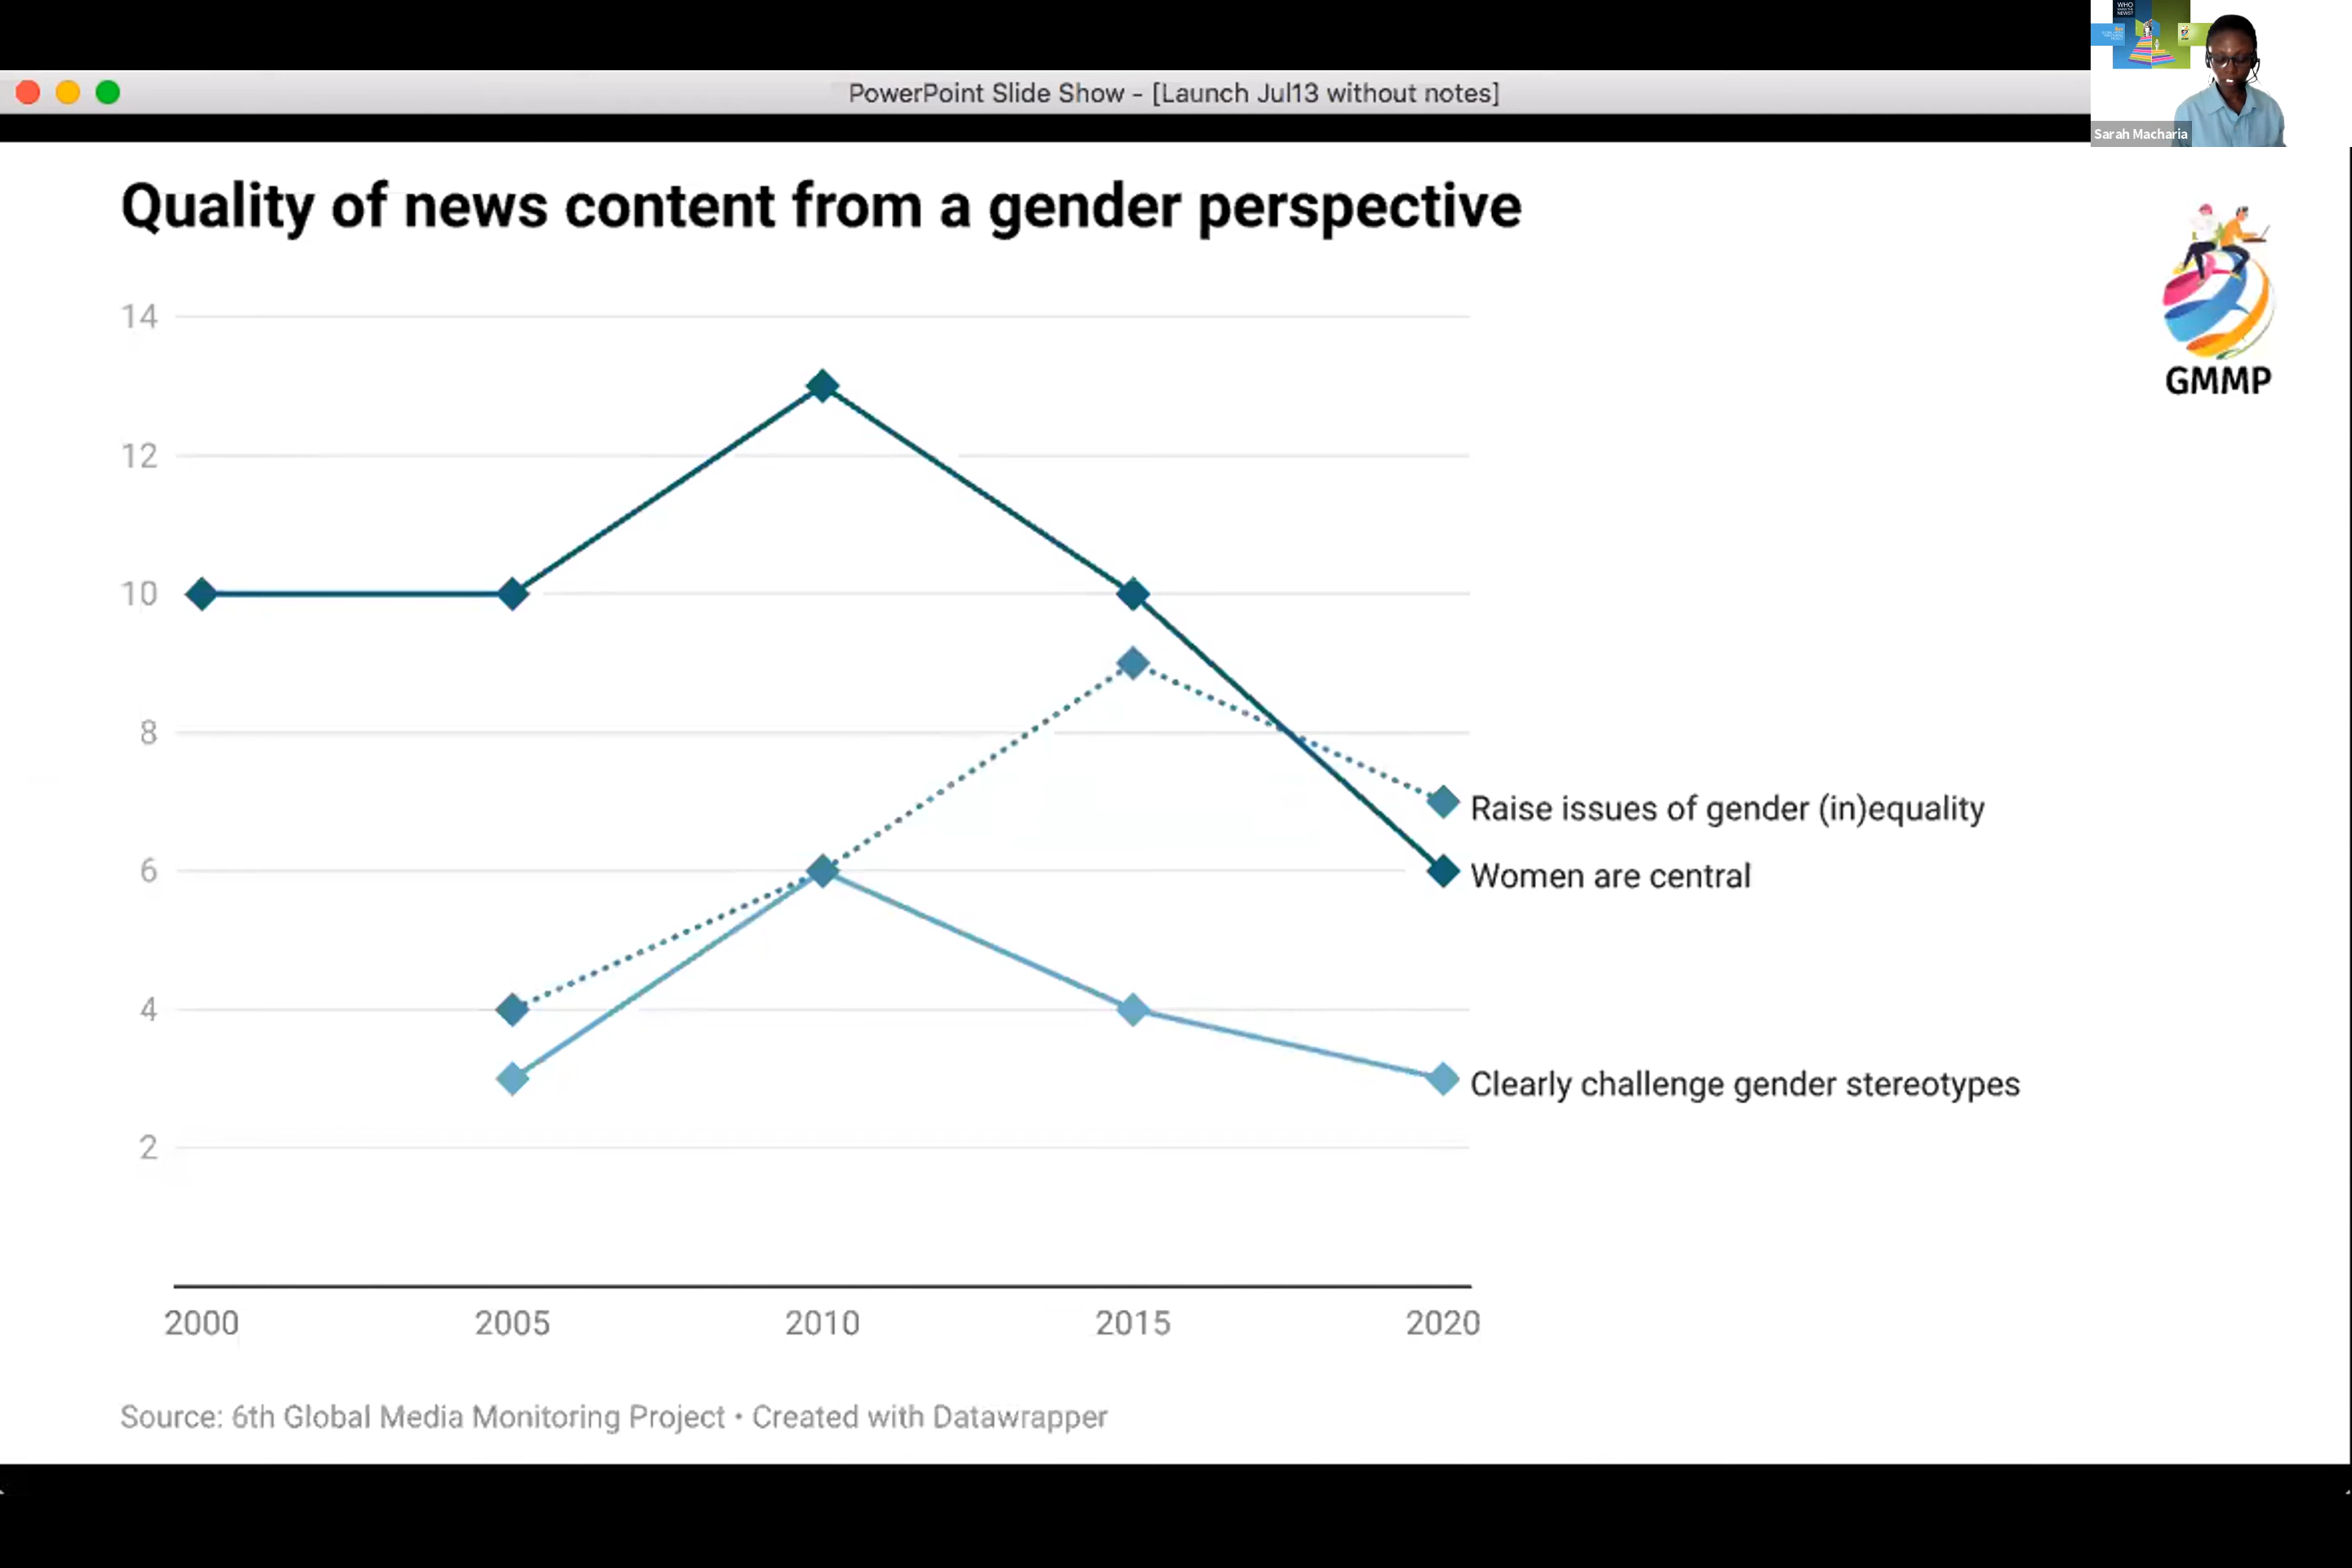 WHO
PowerPoint Slide Show - [Launch Jul13 without notes]
Sarah Macharia
Quality of news content from a gender perspective
GMMP
14
12
10
8
6
4
2
Raise issues of gender (in)equality
Women are central
Clearly challenge gender stereotypes
2000 2005 2010 2015 2020
Source: 6th Global Media Monitoring Project • Created with Datawrapper